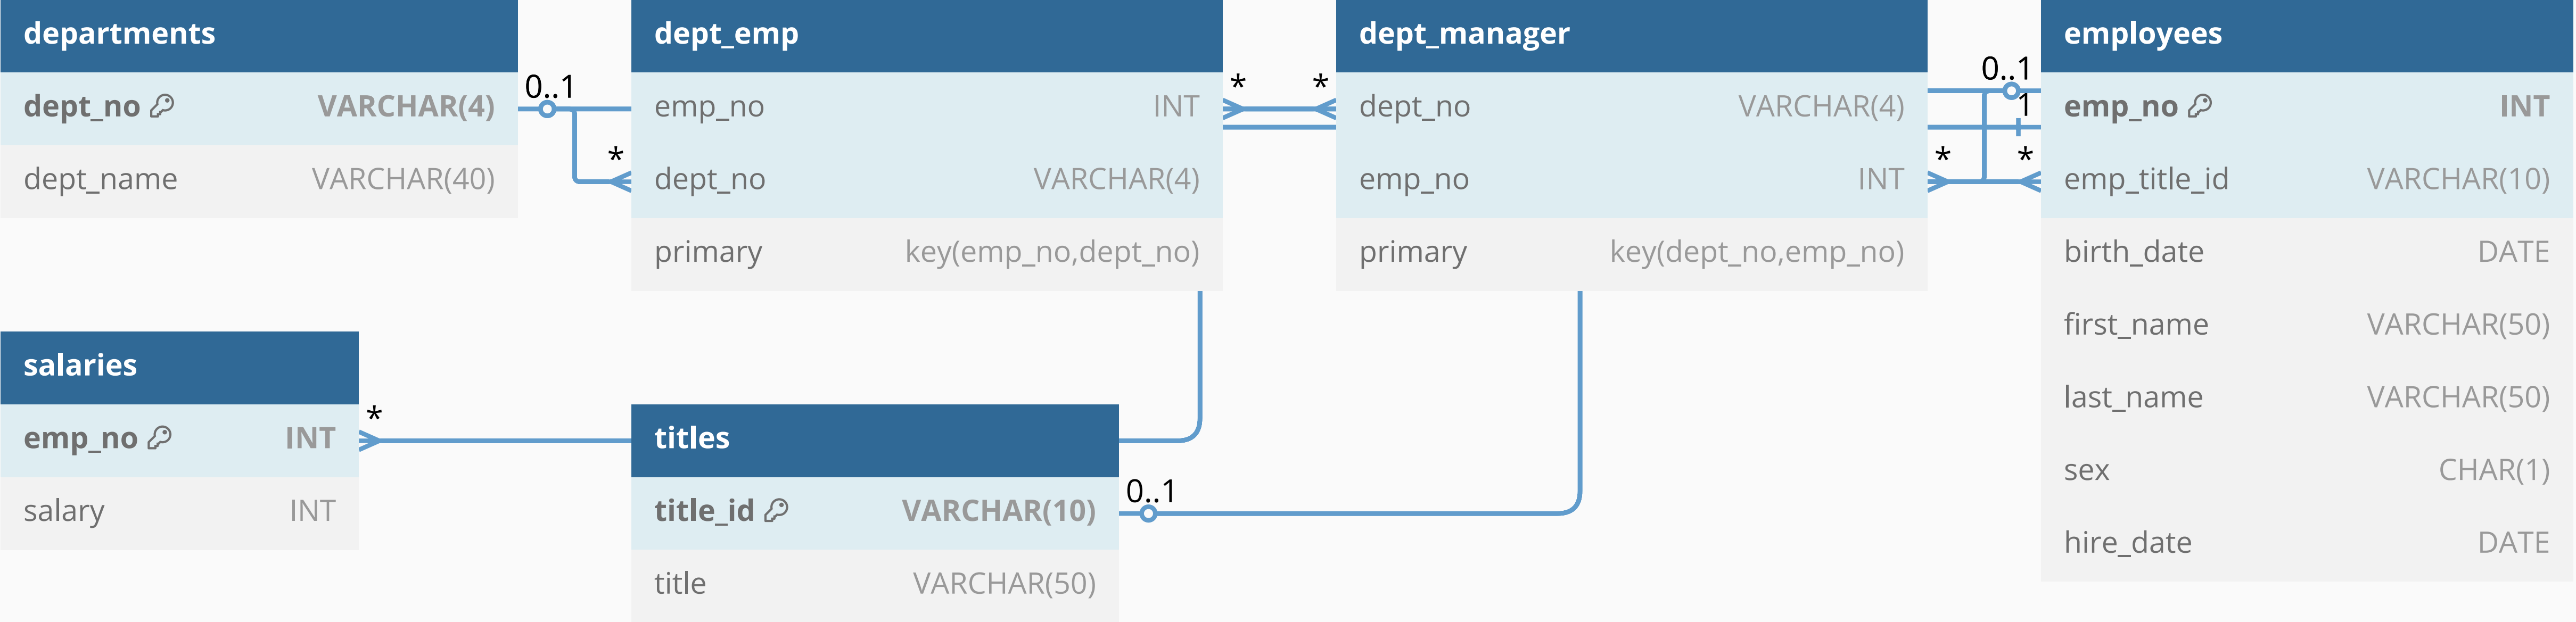 departments
dept_no VARCHAR(4)
dept_name VARCHAR(40)
0..1
*
dept_emp
emp_no INT
dept_no VARCHAR(4)
primary key(emp_no,dept_no)
* *
dept_manager
dept_no VARCHAR(4)
emp_no INT
primary key(dept_no,emp_no)
0..1
1
* *
employees
emp_no INT
emp_title_id VARCHAR(10)
birth_date DATE
first_name VARCHAR(50)
last_name VARCHAR(50)
sex CHAR(1)
hire_date DATE
salaries
emp_no INT
salary INT
*
titles
title_id VARCHAR(10)
title VARCHAR(50)
0..1